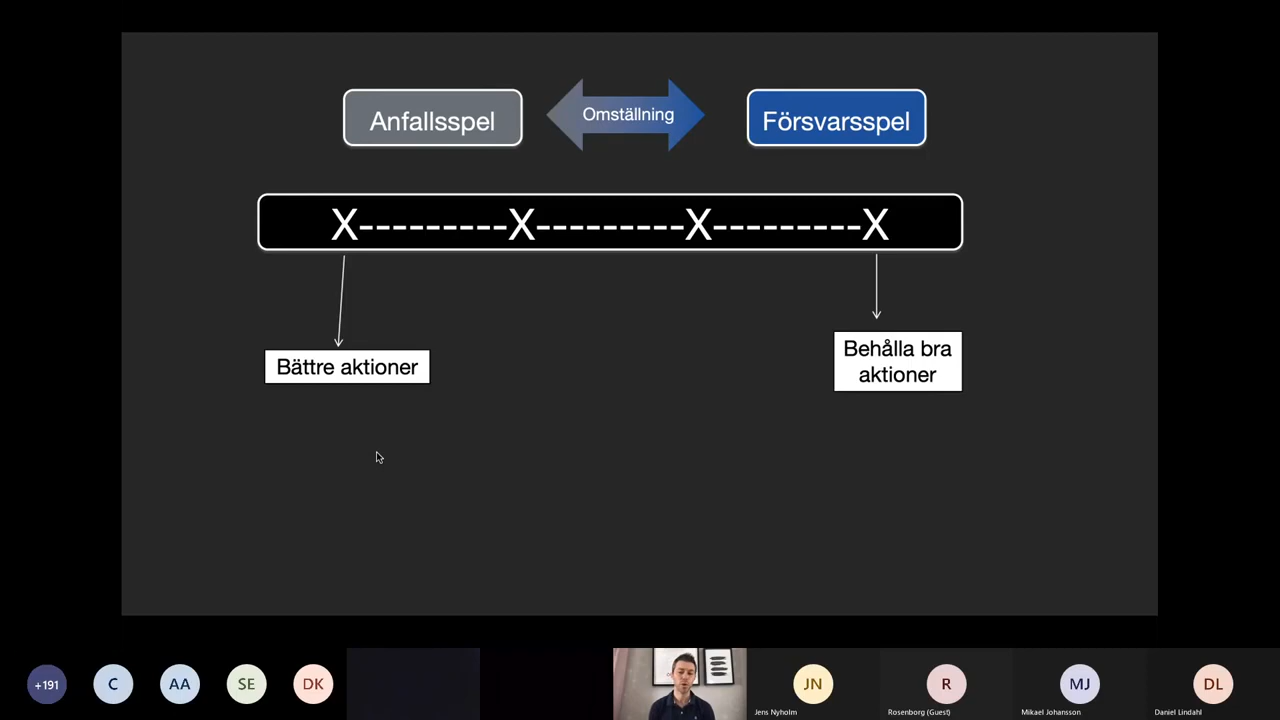 Anfallsspel
Omställning
Försvarsspel
X---------X---------X---------X
Bättre aktioner
Behålla bra
aktioner
+191
C
AA
SE
DK
JN
R
MJ
DL
Jens Nyholm
Rosenborg (Guest)
Mikael Johansson
Daniel Lindahl